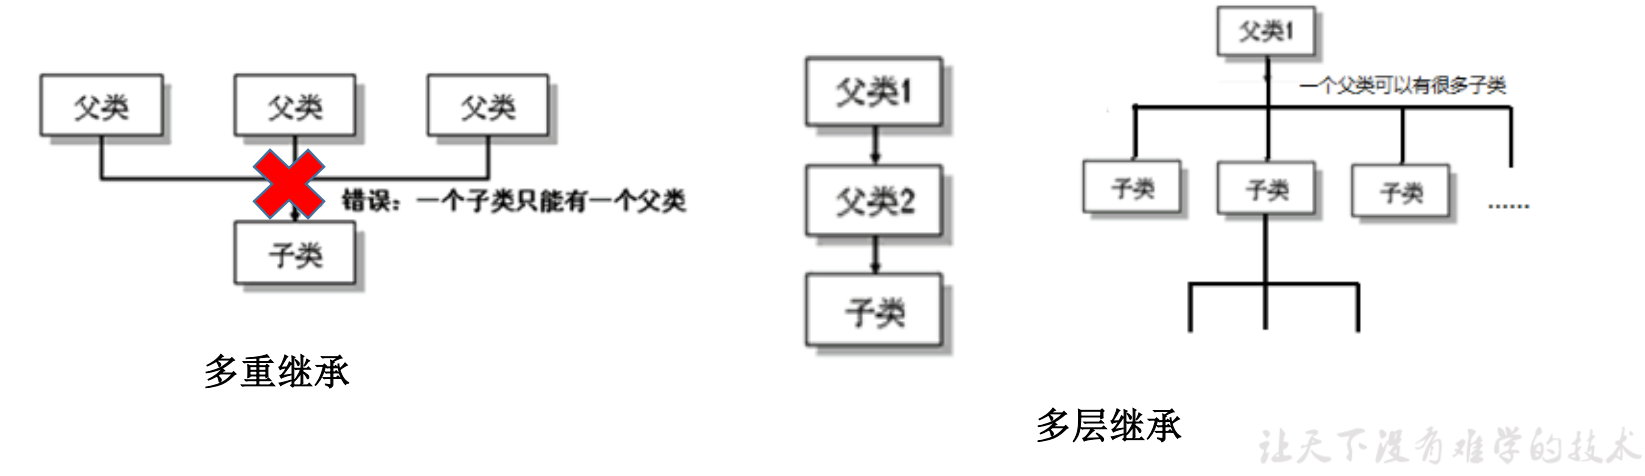 父类
父类
父类
错误：一个子类只能有一个父类
子类
多重继承
父类1
父类2
子类
父类1
一个父类可以有很多子类
子类
子类
子类
......
多层继承
让天下没有难学的技术